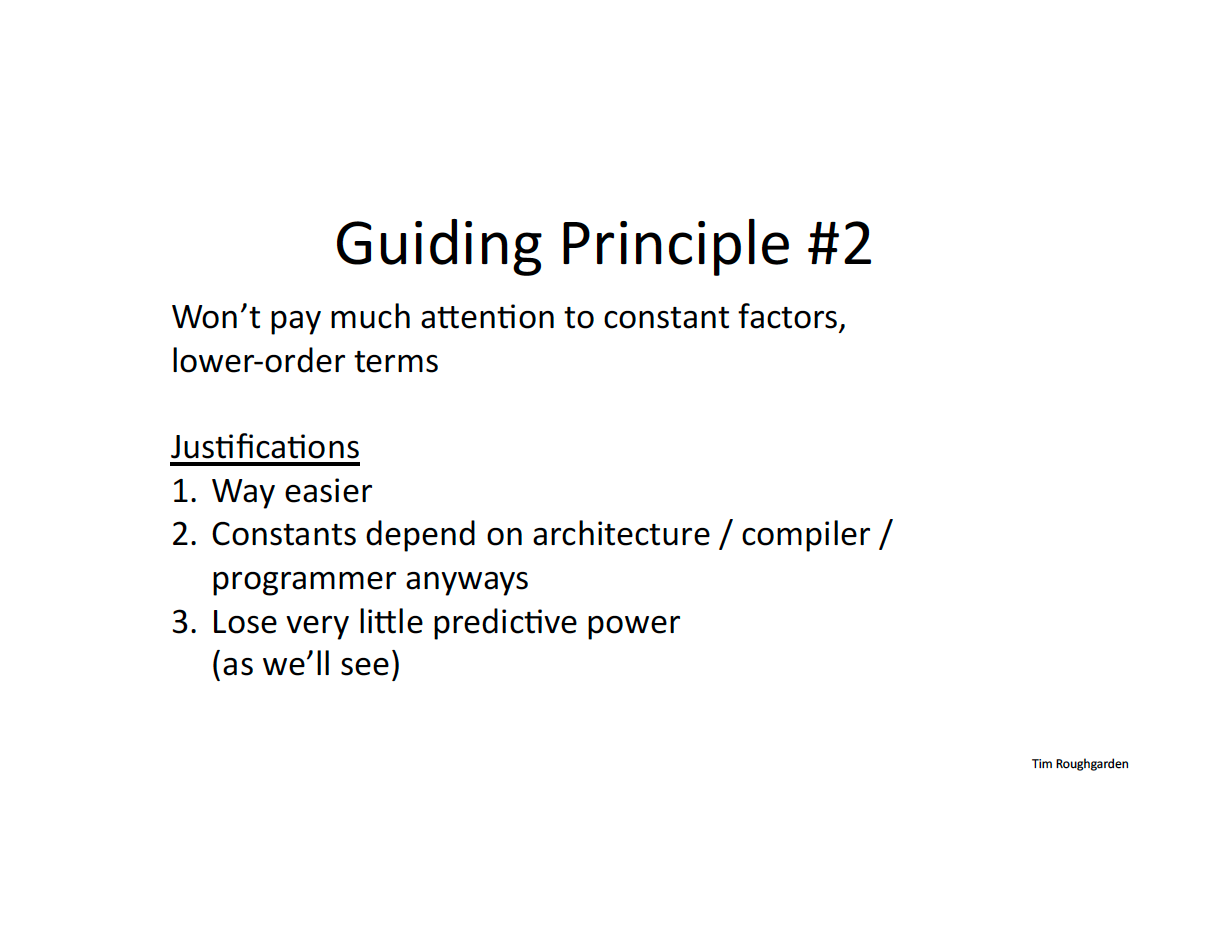 Guiding Principle #2
Won’t pay much attention to constant factors,
lower-order terms
Justifications
1. Way easier
2. Constants depend on architecture / compiler /
programmer anyways
3. Lose very little predictive power
(as we’ll see)
Tim Roughgarden